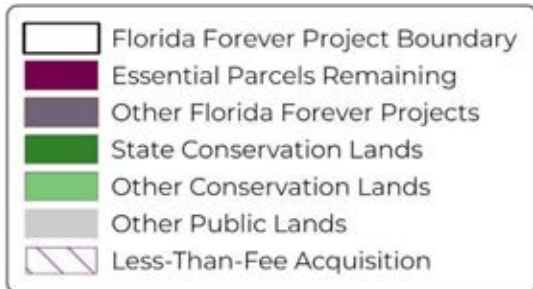 Florida Forever Project Boundary
Essential Parcels Remaining
Other Florida Forever Projects
State Conservation Lands
Other Conservation Lands
Other Public Lands
Less-Than-Fee Acquisition